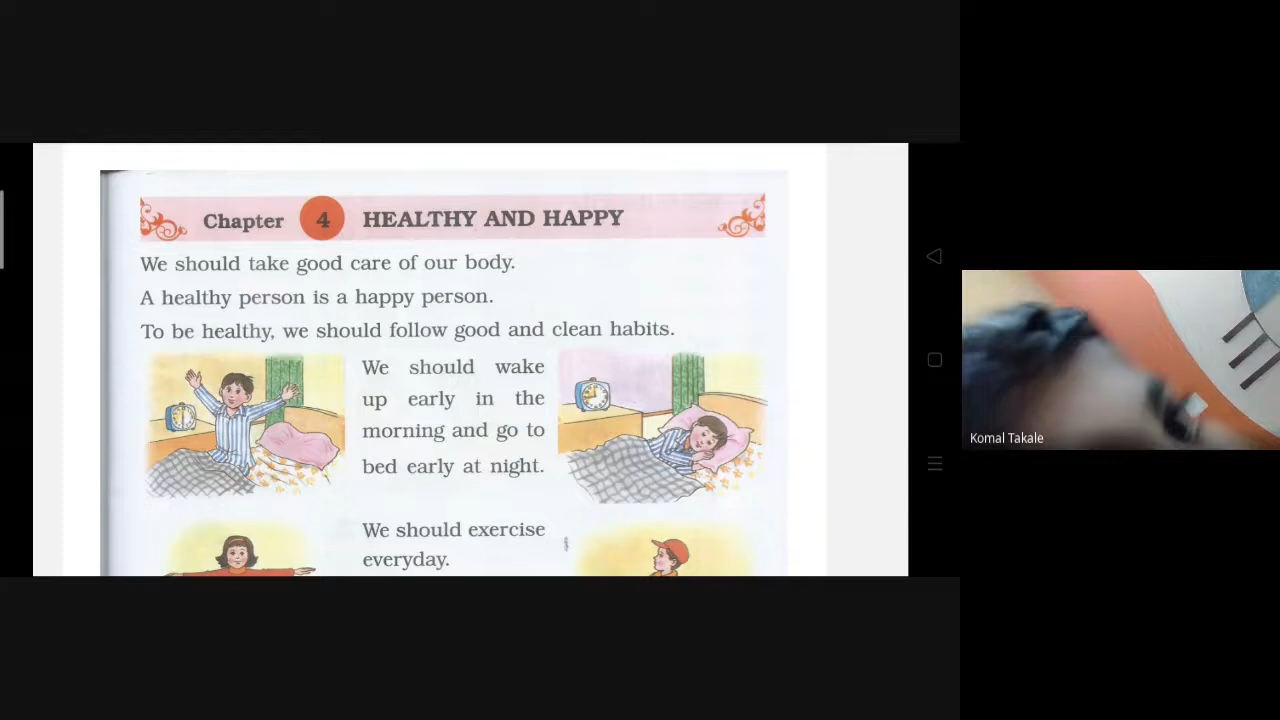 Chapter 4 HEALTHY AND HAPPY
We should take good care of our body.
A healthy person is a happy person.
To be healthy, we should follow good and clean habits.
We should wake
up early in the
morning and go to
bed early at night.
We should exercise
everyday.
Komal Takale